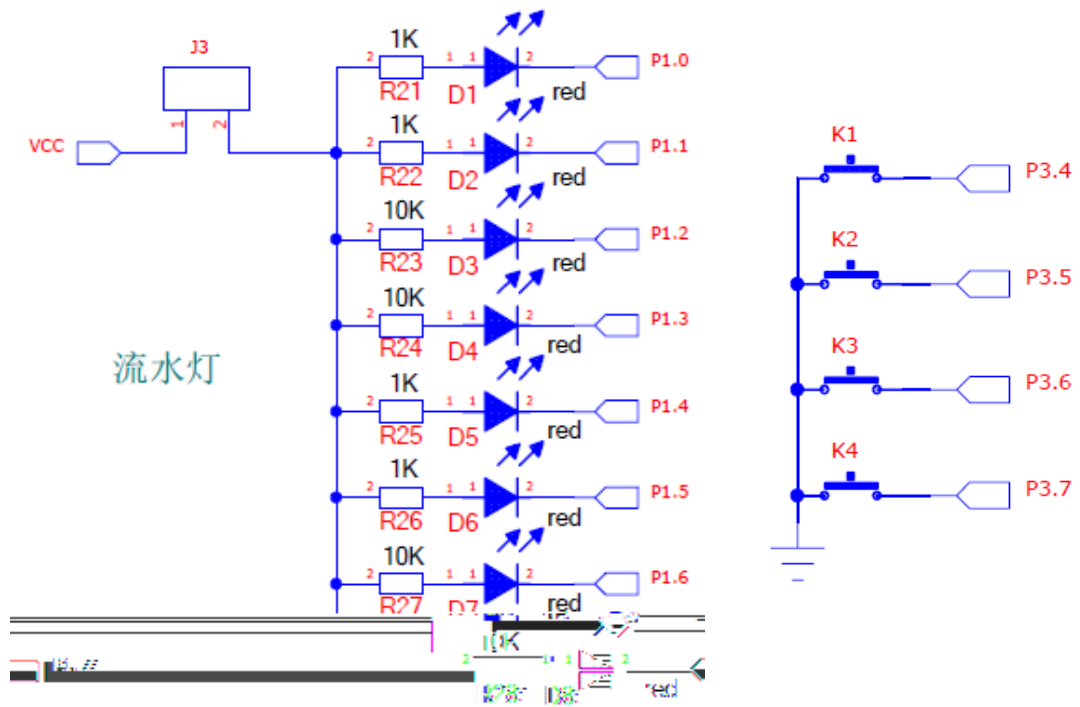 J3
1
2
VCC
1K
2
R21
1 1
D1
2
red
P1.0
1K
2
R22
1 1
D2
2
red
P1.1
10K
2
R23
1 1
D3
2
red
P1.2
10K
2
R24
1 1
D4
2
red
P1.3
流水灯
1K
2
R25
1 1
D5
2
red
P1.4
1K
2
R26
1 1
D6
2
red
P1.5
10K
2
R27
1 1
D7
2
red
P1.6
2
1 1
2
red
K1
P3.4
K2
P3.5
K3
P3.6
K4
P3.7